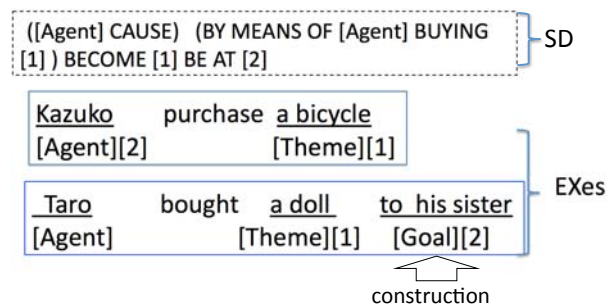 ([Agent] CAUSE) (BY MEANS OF [Agent] BUYING
[1] ) BECOME [1] BE AT [2]
SD
Kazuko purchase a bicycle
[Agent][2] [Theme][1]
EXes
Taro bought a doll to his sister
[Agent] [Theme][1] [Goal][2]
construction